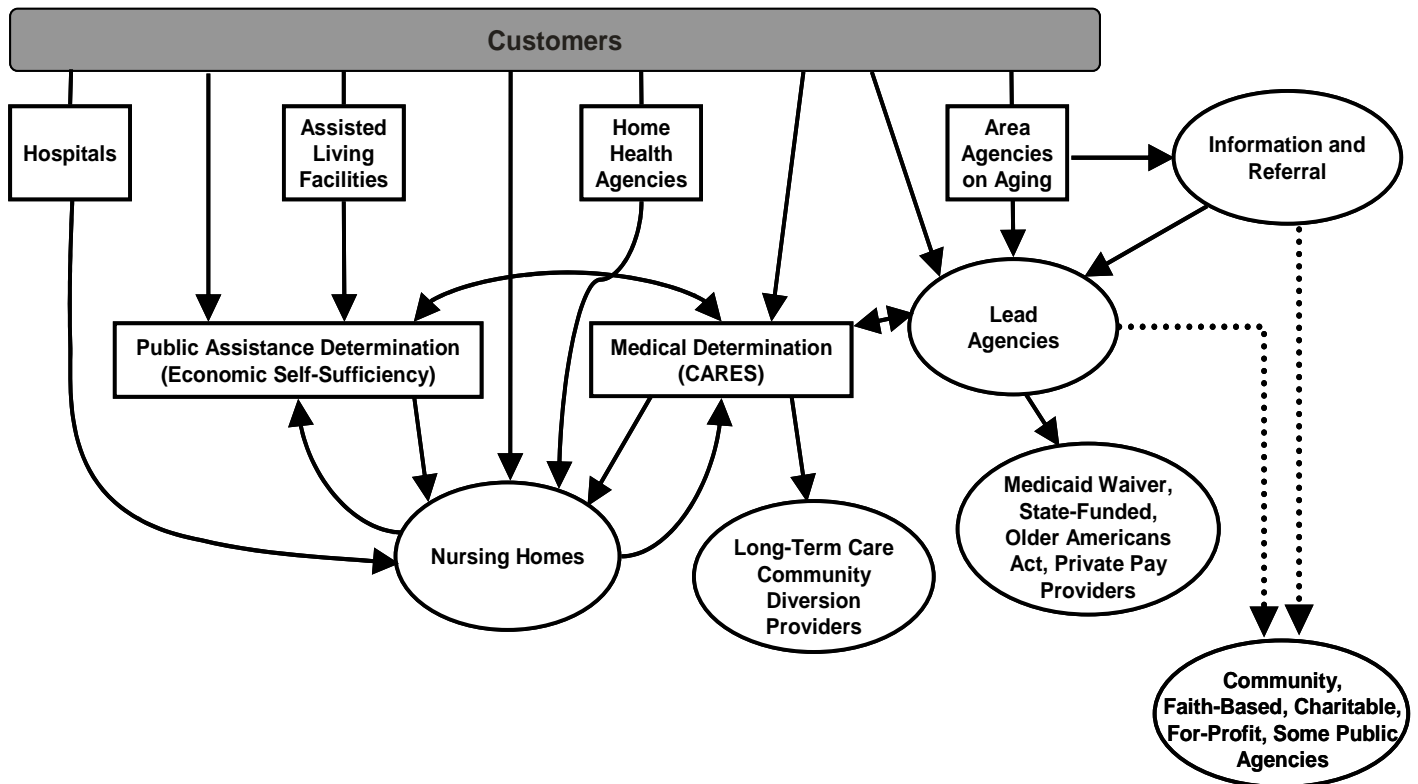 Customers
Hospitals
Assisted
Living
Facilities
Home
Health
Agencies
Area
Agencies
on Aging
Information and
Referral
Public Assistance Determination
(Economic Self-Sufficiency)
Medical Determination
(CARES)
Lead
Agencies
Nursing Homes
Long-Term Care
Community
Diversion
Providers
Medicaid Waiver,
State-Funded,
Older Americans
Act, Private Pay
Providers
Community,
Faith-Based, Charitable,
For-Profit, Some Public
Agencies